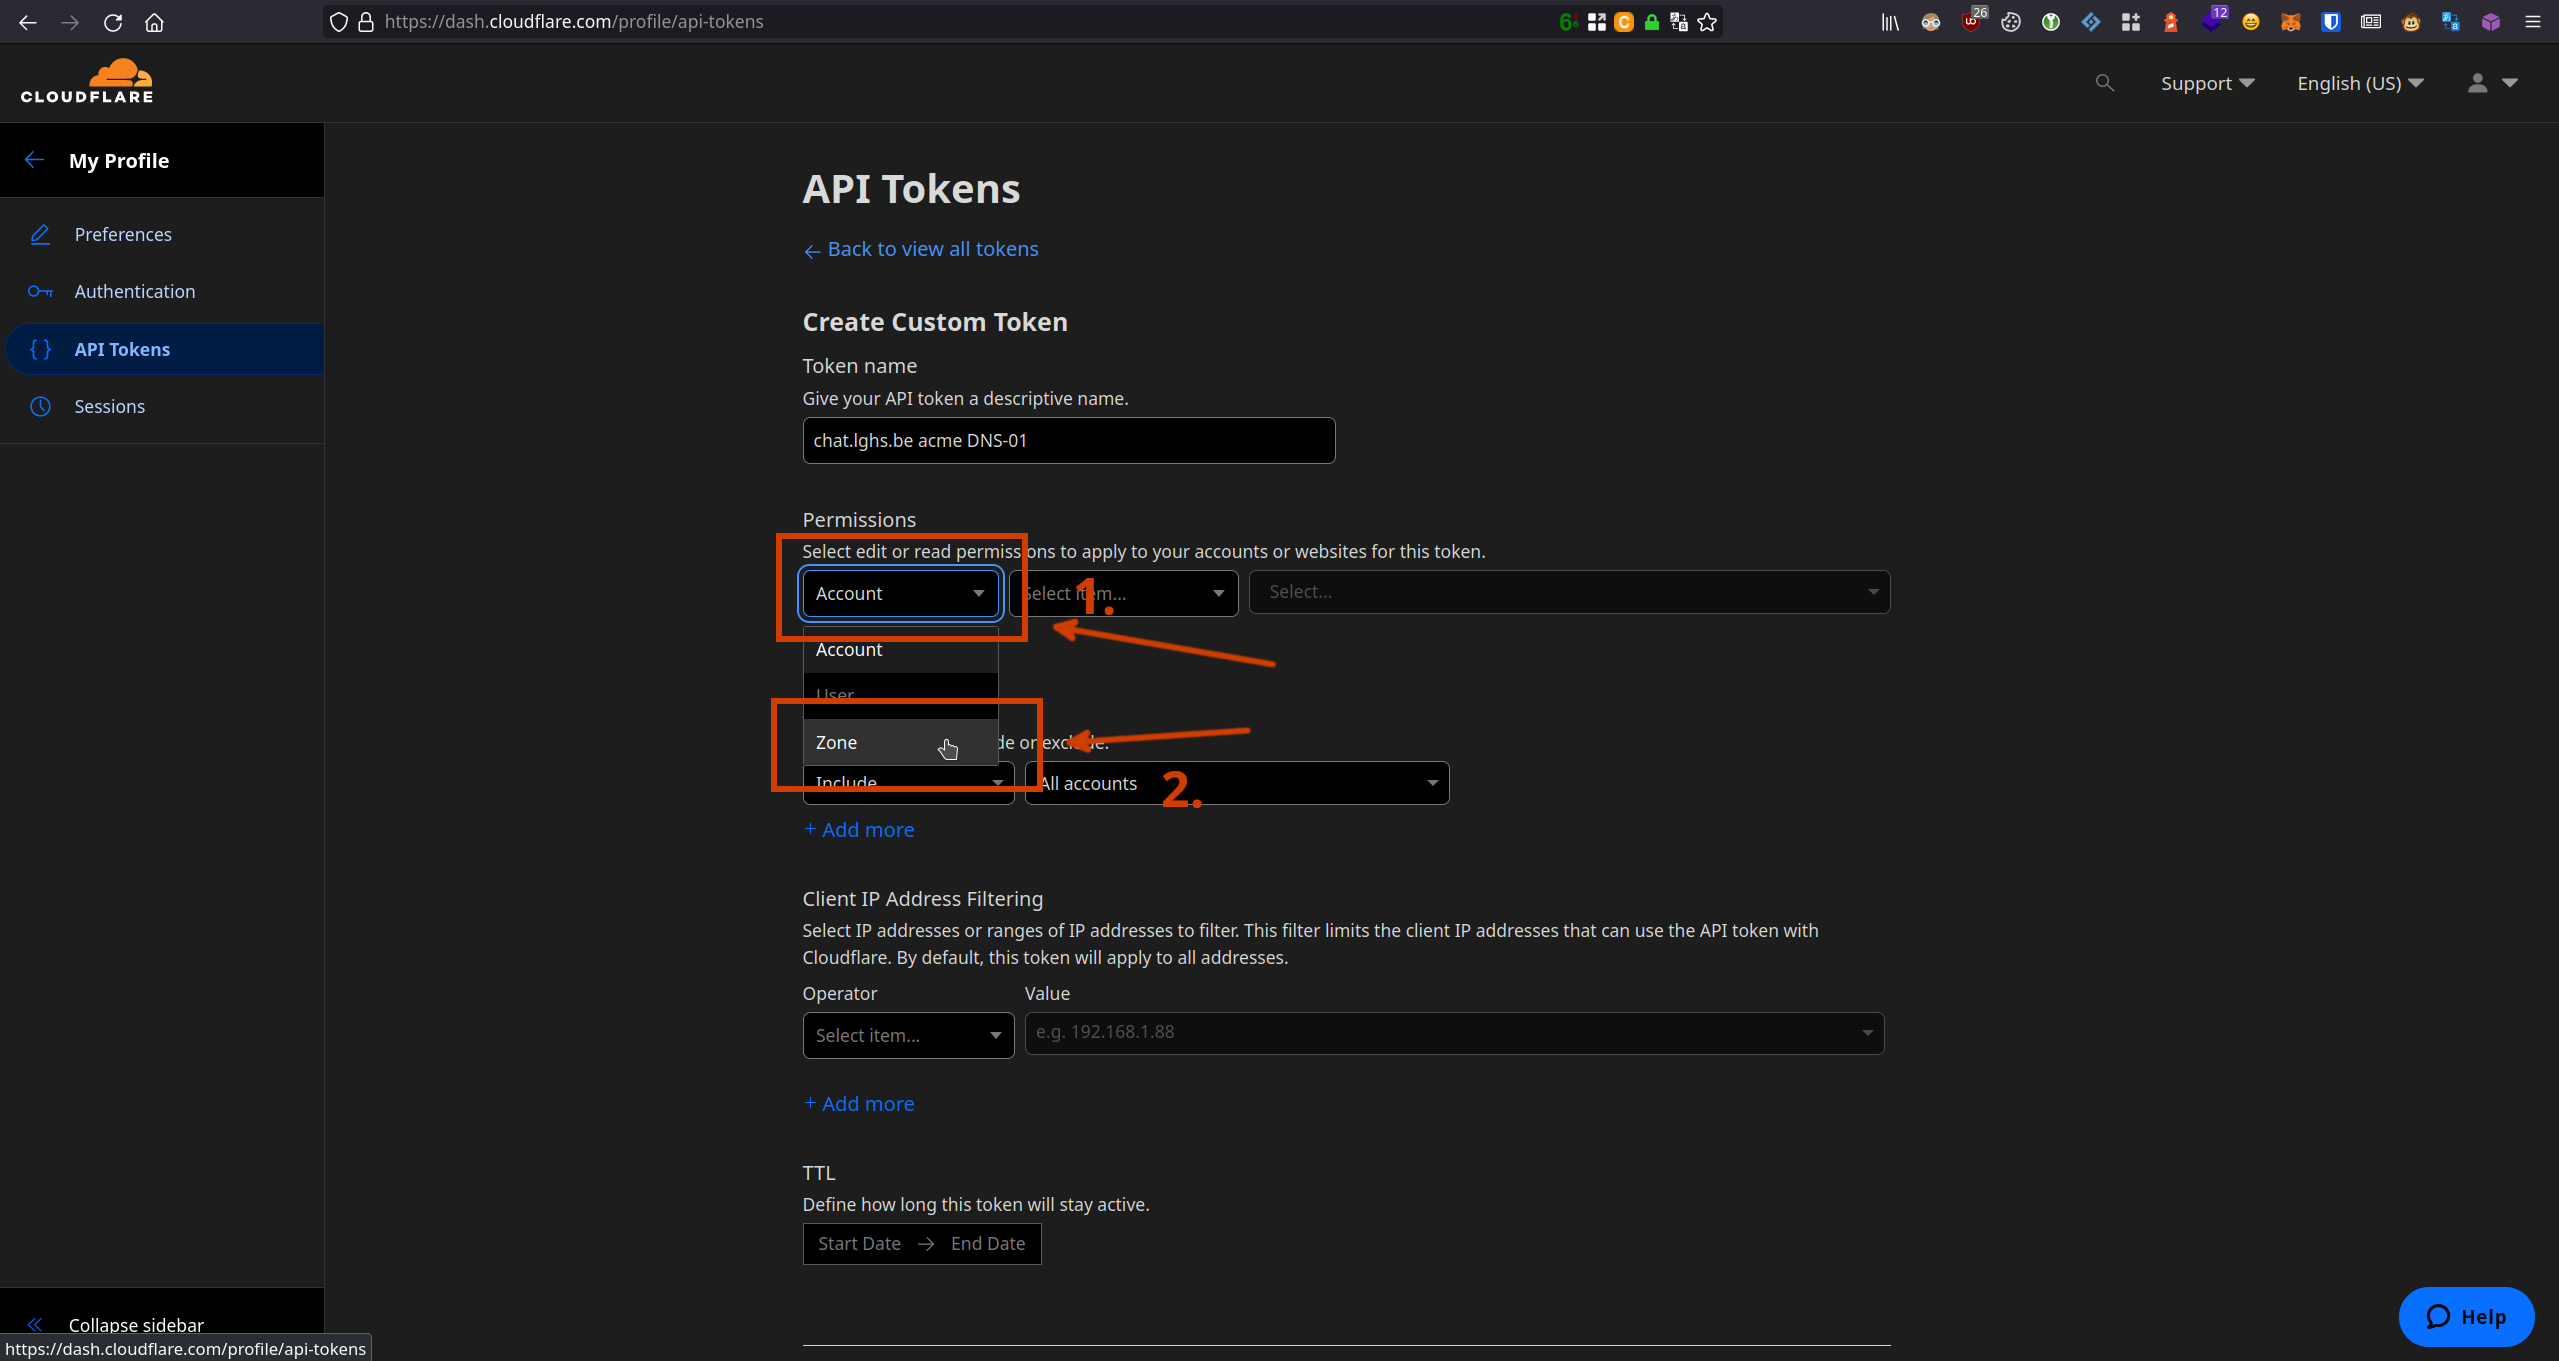 https://dash.cloudflare.com/profile/api-tokens
26
12
CLOUDFLARE
Support
English (US)
My Profile
Preferences
Authentication
API Tokens
Sessions
API Tokens
← Back to view all tokens
Create Custom Token
Token name
Give your API token a descriptive name.
chat.lghs.be acme DNS-01
Permissions
Select edit or read permissions to apply to your accounts or websites for this token.
Account
Select item...
Select...
1.
Account
User
Zone
de or exclude.
Include
All accounts
2.
+ Add more
Client IP Address Filtering
Select IP addresses or ranges of IP addresses to filter. This filter limits the client IP addresses that can use the API token with
Cloudflare. By default, this token will apply to all addresses.
Operator
Value
Select item...
e.g. 192.168.1.88
+ Add more
TTL
Define how long this token will stay active.
Start Date → End Date
Help
Collapse sidebar
https://dash.cloudflare.com/profile/api-tokens